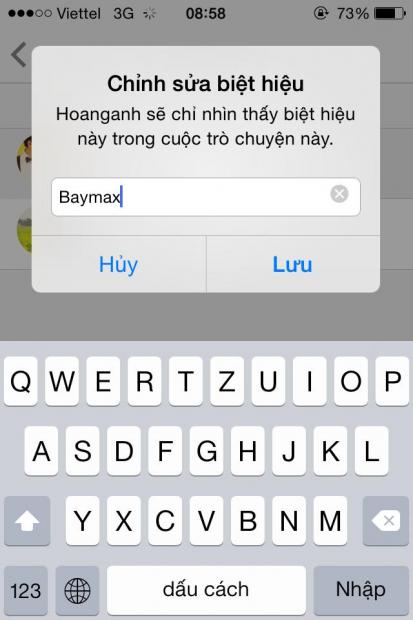 Viettel 3G 08:58 73%
Chỉnh sửa biệt hiệu
Hoanganh sẽ chỉ nhìn thấy biệt hiệu
này trong cuộc trò chuyện này.
Baymax
Hủy Lưu
Q W E R T Z U I O P
A S D F G H J K L
Y X C V B N M
123 dấu cách Nhập